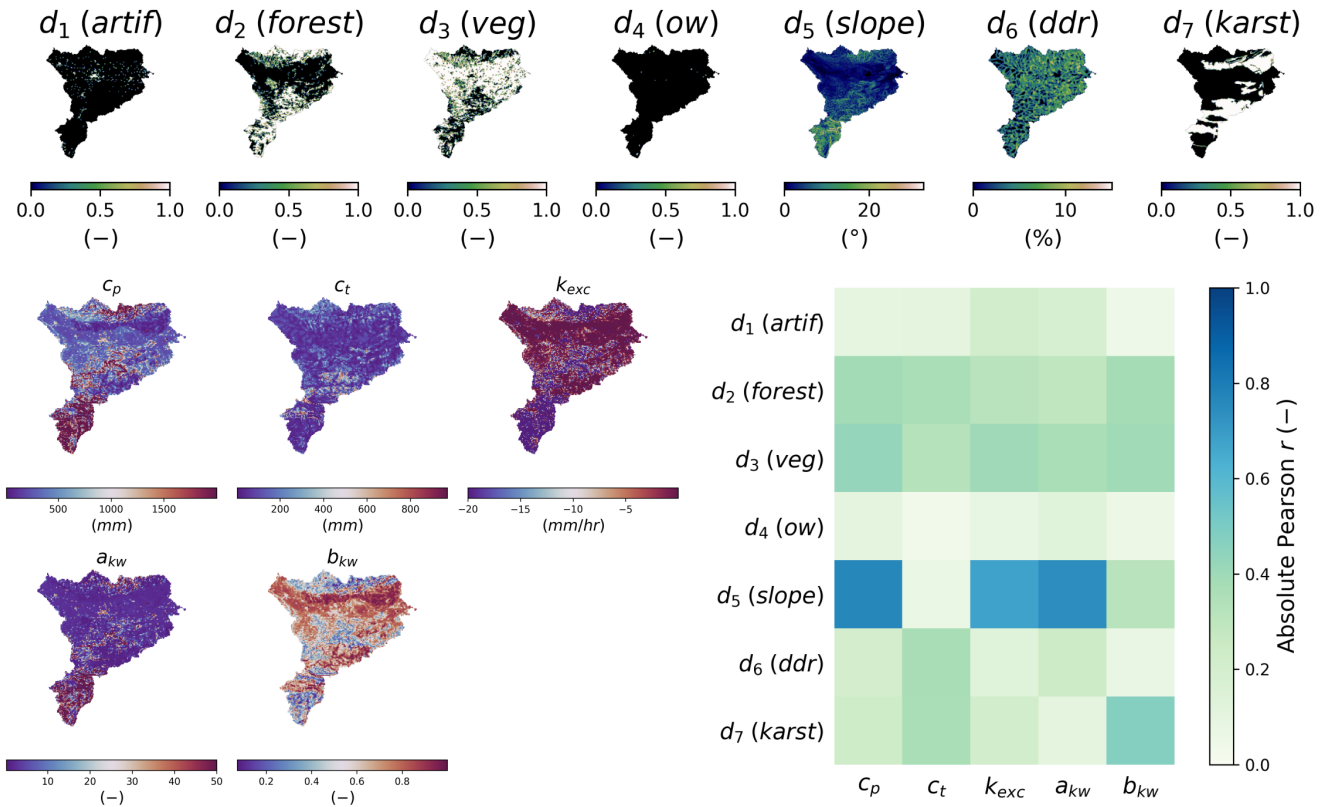 d₁ (artif) d₂ (forest) d₃ (veg) d₄ (ow) d₅ (slope) d₆ (ddr) d₇ (karst)
0.0 0.5 1.0 0.0 0.5 1.0 0.0 0.5 1.0 0.0 0.5 1.0 0 20 0 10 0.0 0.5 1.0
(−) (−) (−) (−) (°) (%) (−)
cₚ cₜ kₑₓc
500 1000 1500 200 400 600 800 −20 −15 −10 −5
(mm) (mm) (mm/hr)
a_kw b_kw
10 20 30 40 50 0.2 0.4 0.6 0.8
(−) (−)
d₁ (artif)
d₂ (forest)
d₃ (veg)
d₄ (ow)
d₅ (slope)
d₆ (ddr)
d₇ (karst)
cₚ cₜ kₑₓc a_kw b_kw
1.0
0.8
0.6
0.4
0.2
0.0
Absolute Pearson r (−)